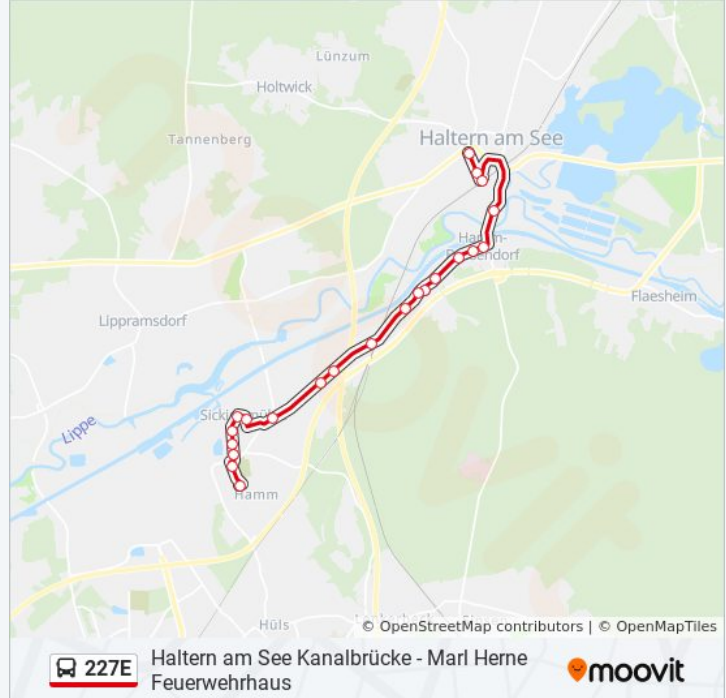 Lünzum
Holtwick
Tannenberg
Haltern am See
Flaesheim
Lippramsdorf
Lippe
Hamm
Hüls
© OpenStreetMap contributors | © OpenMapTiles
227E
Haltern am See Kanalbrücke - Marl Herne
Feuerwehrhaus
moovit